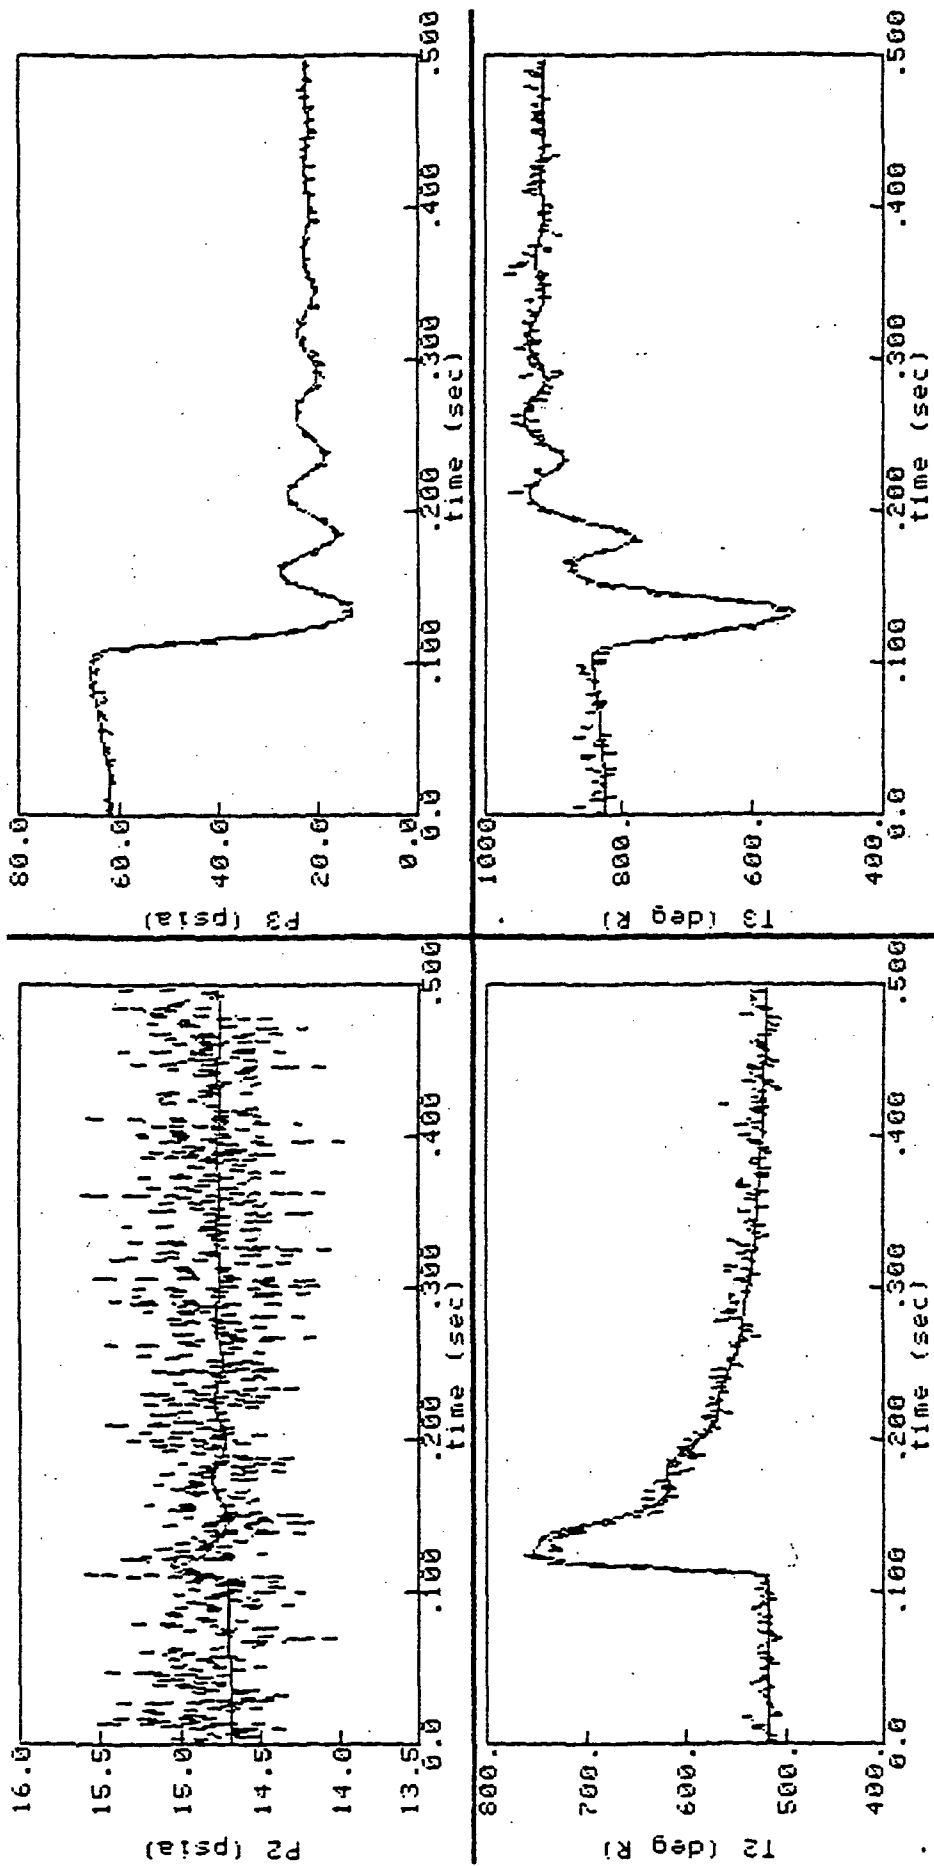 P2 (psia)
16.0
15.5
15.0
14.5
14.0
13.5
0.0 .100 .200 .300 .400 .500
time (sec)
P3 (psia)
80.0
60.0
40.0
20.0
0.0
0.0 .100 .200 .300 .400 .500
time (sec)
T2 (deg R)
800.
700.
600.
500.
400.
0.0 .100 .200 .300 .400 .500
time (sec)
T3 (deg R)
1000
800.
600.
400.
0.0 .100 .200 .300 .400 .500
time (sec)